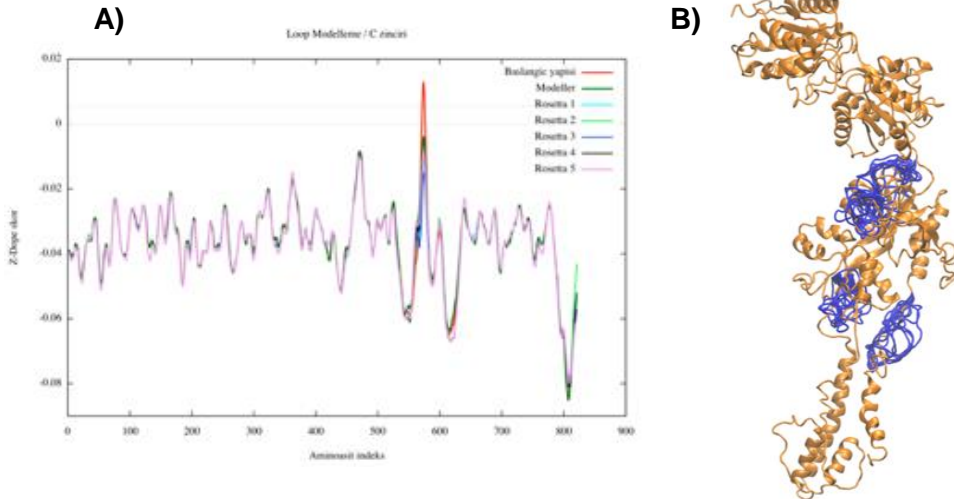 A)
Loop Modelleme / C zinciri
0.02
0
-0.02
-0.04
-0.06
-0.08
Z-Dope skor
0 100 200 300 400 500 600 700 800 900
Aminoasit indeks
Baslangic yapisi
Modeller
Rosetta 1
Rosetta 2
Rosetta 3
Rosetta 4
Rosetta 5
B)